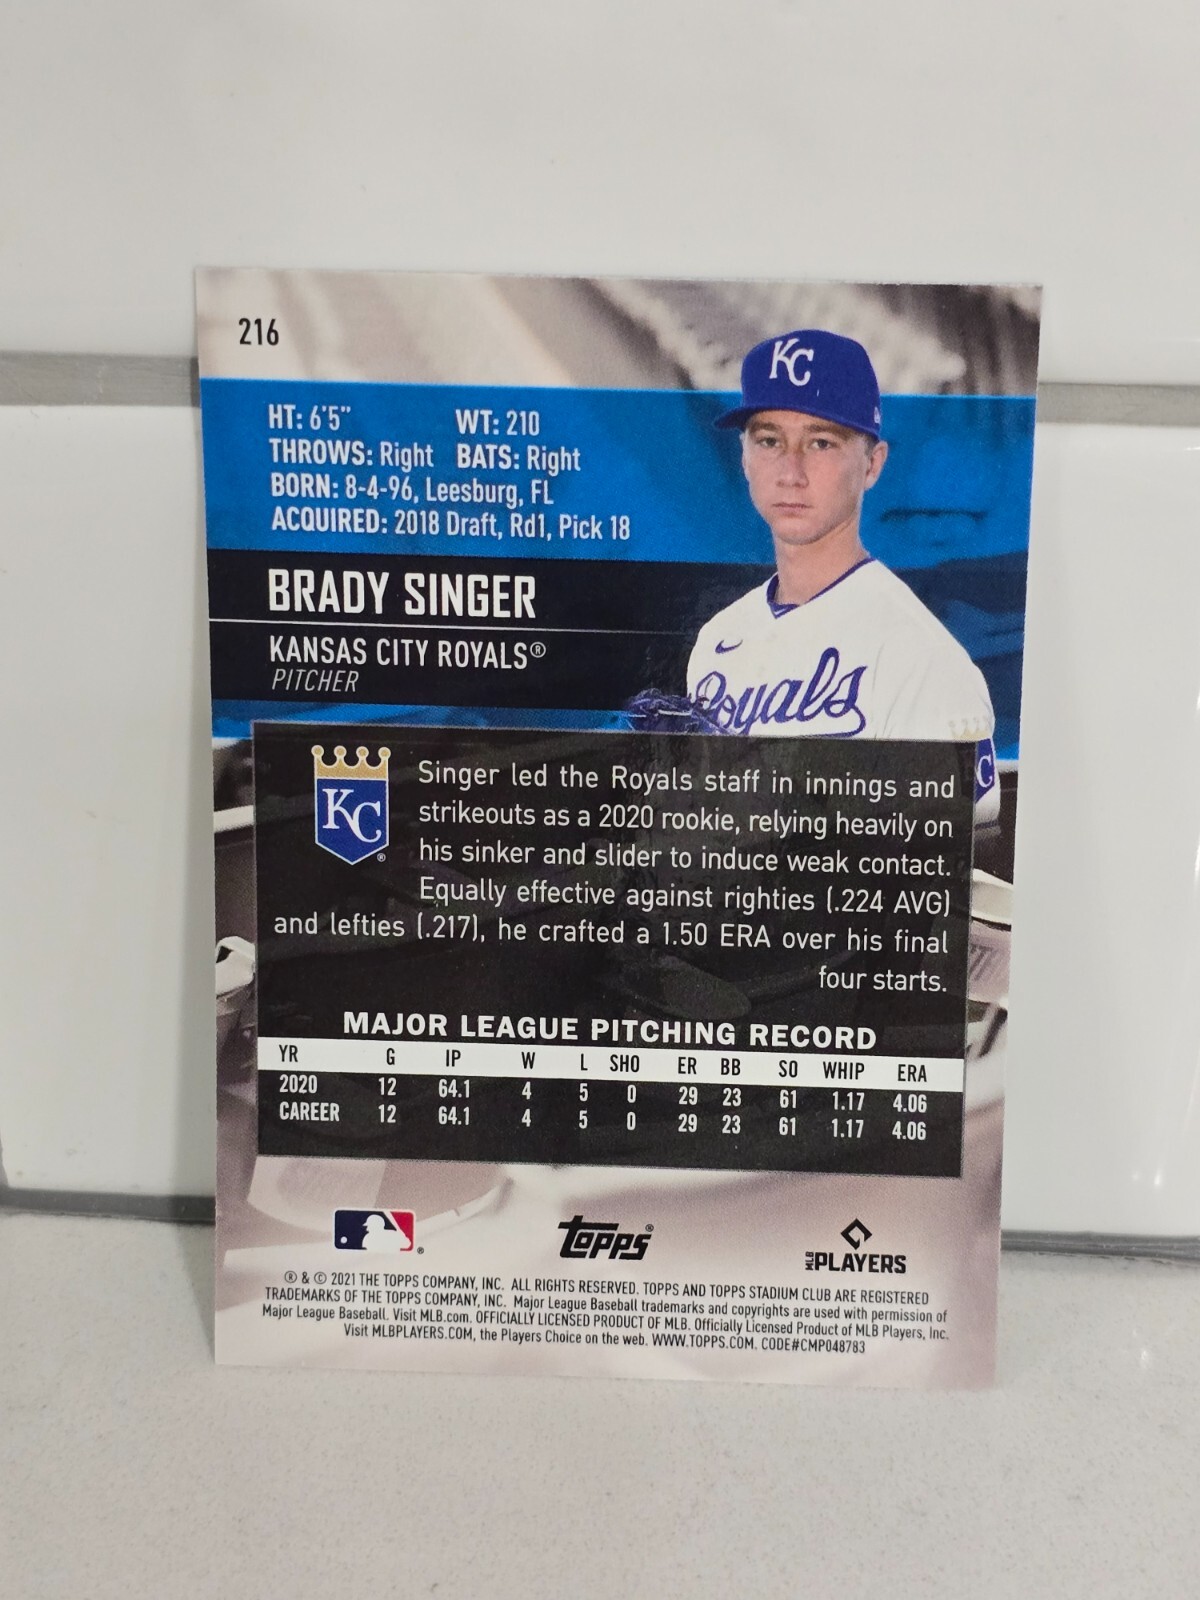 216
KC
HT: 6'5" WT: 210
THROWS: Right BATS: Right
BORN: 8-4-96, Leesburg, FL
ACQUIRED: 2018 Draft, Rd1, Pick 18
BRADY SINGER
KANSAS CITY ROYALS®
PITCHER
Royals
C
KC®
Singer led the Royals staff in innings and
strikeouts as a 2020 rookie, relying heavily on
his sinker and slider to induce weak contact.
Equally effective against righties (.224 AVG)
and lefties (.217), he crafted a 1.50 ERA over his final
four starts.
MAJOR LEAGUE PITCHING RECORD
YR G IP W L SHO ER BB SO WHIP ERA
2020 12 64.1 4 5 0 29 23 61 1.17 4.06
CAREER 12 64.1 4 5 0 29 23 61 1.17 4.06
® topps® MLB PLAYERS
® & © 2021 THE TOPPS COMPANY, INC. ALL RIGHTS RESERVED. TOPPS AND TOPPS STADIUM CLUB ARE REGISTERED
TRADEMARKS OF THE TOPPS COMPANY, INC. Major League Baseball trademarks and copyrights are used with permission of
Major League Baseball. Visit MLB.com. OFFICIALLY LICENSED PRODUCT OF MLB. Officially Licensed Product of MLB Players, Inc.
Visit MLBPLAYERS.COM, the Players Choice on the web. WWW.TOPPS.COM. CODE#CMP048783